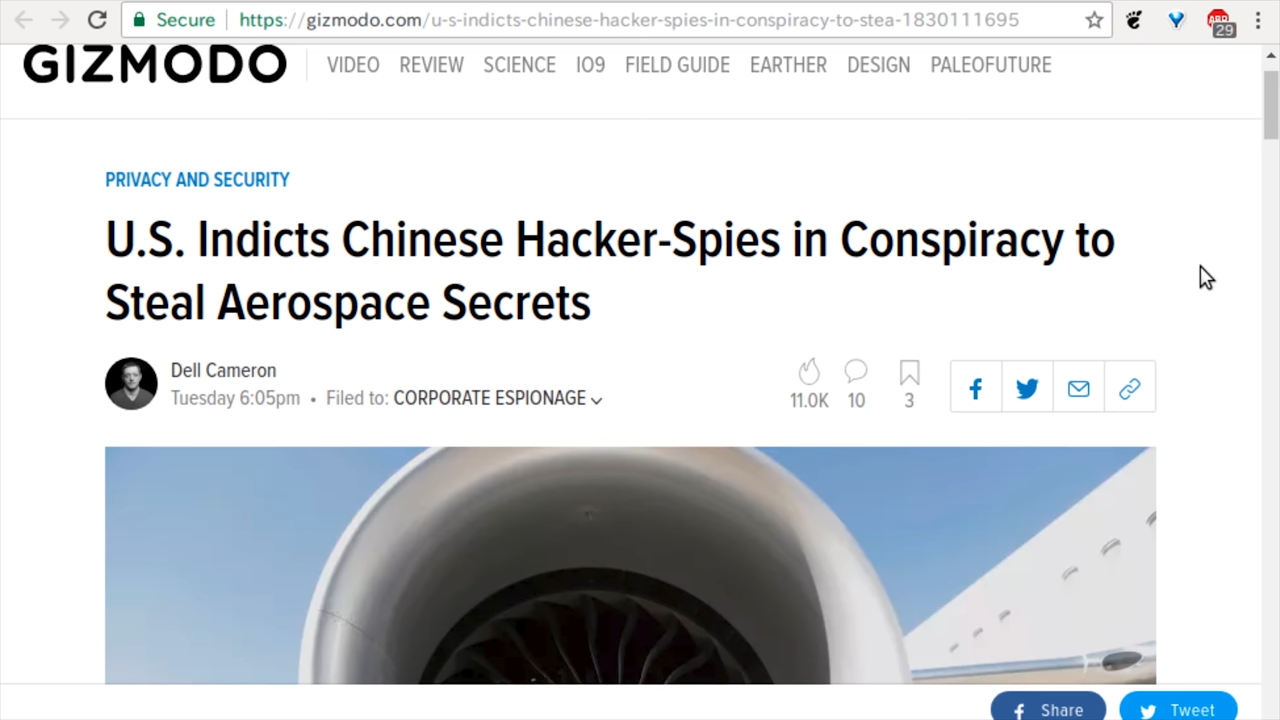 Secure https://gizmodo.com/u-s-indicts-chinese-hacker-spies-in-conspiracy-to-stea-1830111695
ABP
29
GIZMODO VIDEO REVIEW SCIENCE IO9 FIELD GUIDE EARTHER DESIGN PALEOFUTURE
PRIVACY AND SECURITY
U.S. Indicts Chinese Hacker-Spies in Conspiracy to
Steal Aerospace Secrets
Dell Cameron
Tuesday 6:05pm • Filed to: CORPORATE ESPIONAGE
11.0K 10 3
Share Tweet